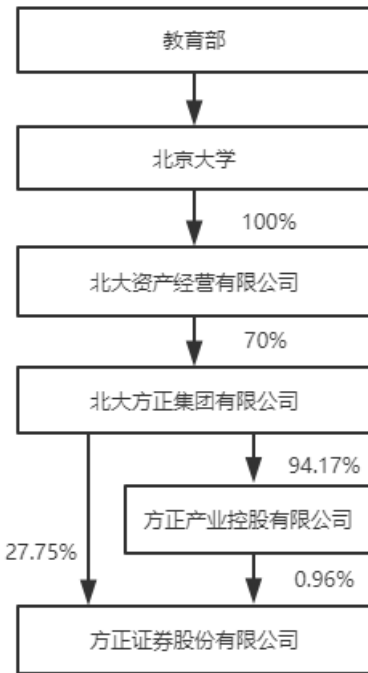 教育部
北京大学
100%
北大资产经营有限公司
70%
北大方正集团有限公司
94.17%
方正产业控股有限公司
27.75%
0.96%
方正证券股份有限公司